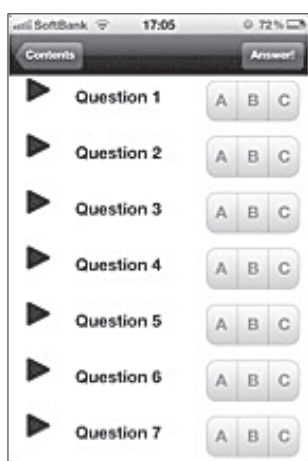 SoftBank 17:05 72%
Contents Answer!
Question 1 A B C
Question 2 A B C
Question 3 A B C
Question 4 A B C
Question 5 A B C
Question 6 A B C
Question 7 A B C